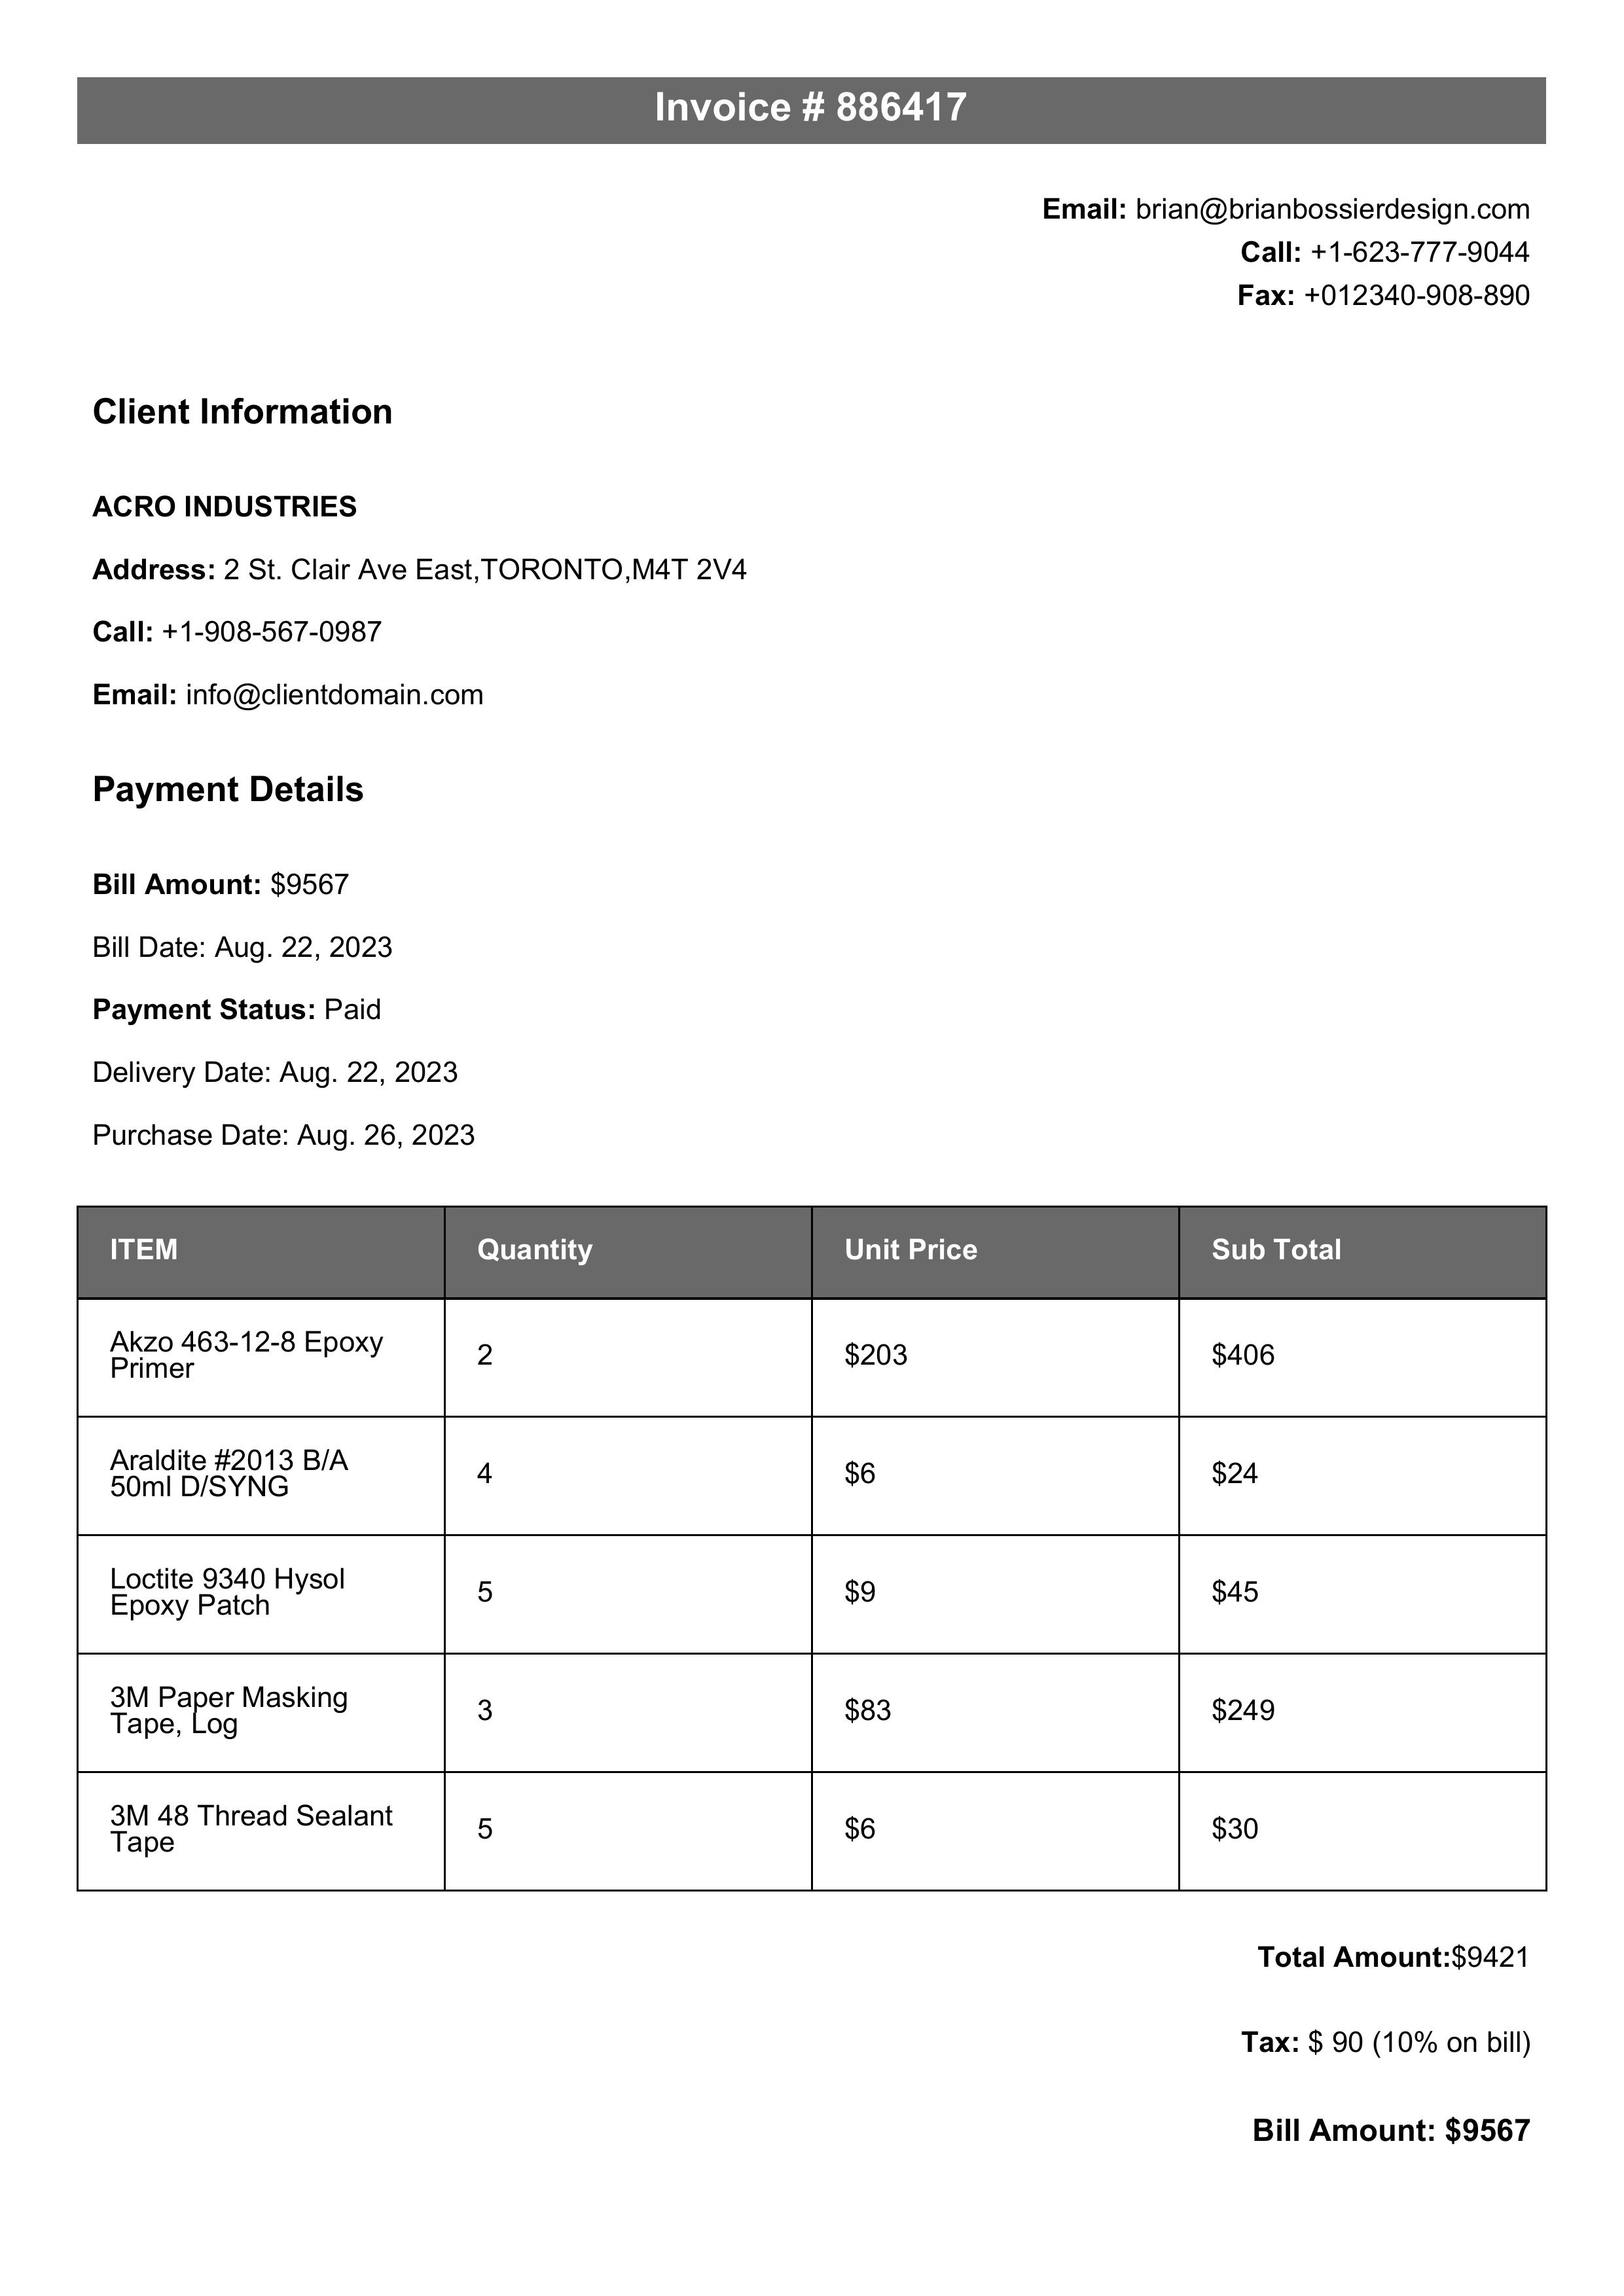 Invoice # 886417
Email: brian@brianbossierdesign.com
Call: +1-623-777-9044
Fax: +012340-908-890
Client Information
ACRO INDUSTRIES
Address: 2 St. Clair Ave East,TORONTO,M4T 2V4
Call: +1-908-567-0987
Email: info@clientdomain.com
Payment Details
Bill Amount: $9567
Bill Date: Aug. 22, 2023
Payment Status: Paid
Delivery Date: Aug. 22, 2023
Purchase Date: Aug. 26, 2023
ITEM Quantity Unit Price Sub Total
Akzo 463-12-8 Epoxy
Primer 2 $203 $406
Araldite #2013 B/A
50ml D/SYNG 4 $6 $24
Loctite 9340 Hysol
Epoxy Patch 5 $9 $45
3M Paper Masking
Tape, Log 3 $83 $249
3M 48 Thread Sealant
Tape 5 $6 $30
Total Amount:$9421
Tax: $ 90 (10% on bill)
Bill Amount: $9567